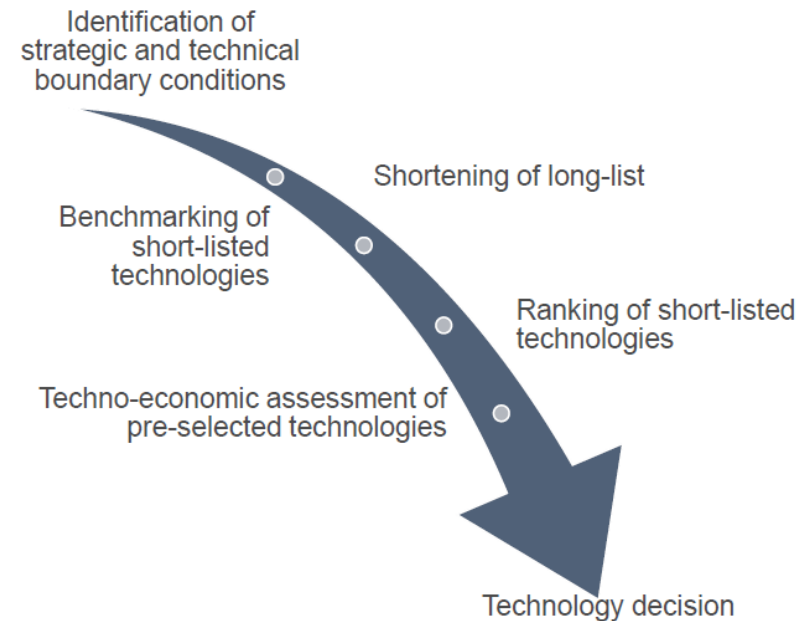 Identification of
strategic and technical
boundary conditions
Shortening of long-list
Benchmarking of
short-listed
technologies
Ranking of short-listed
technologies
Techno-economic assessment of
pre-selected technologies
Technology decision